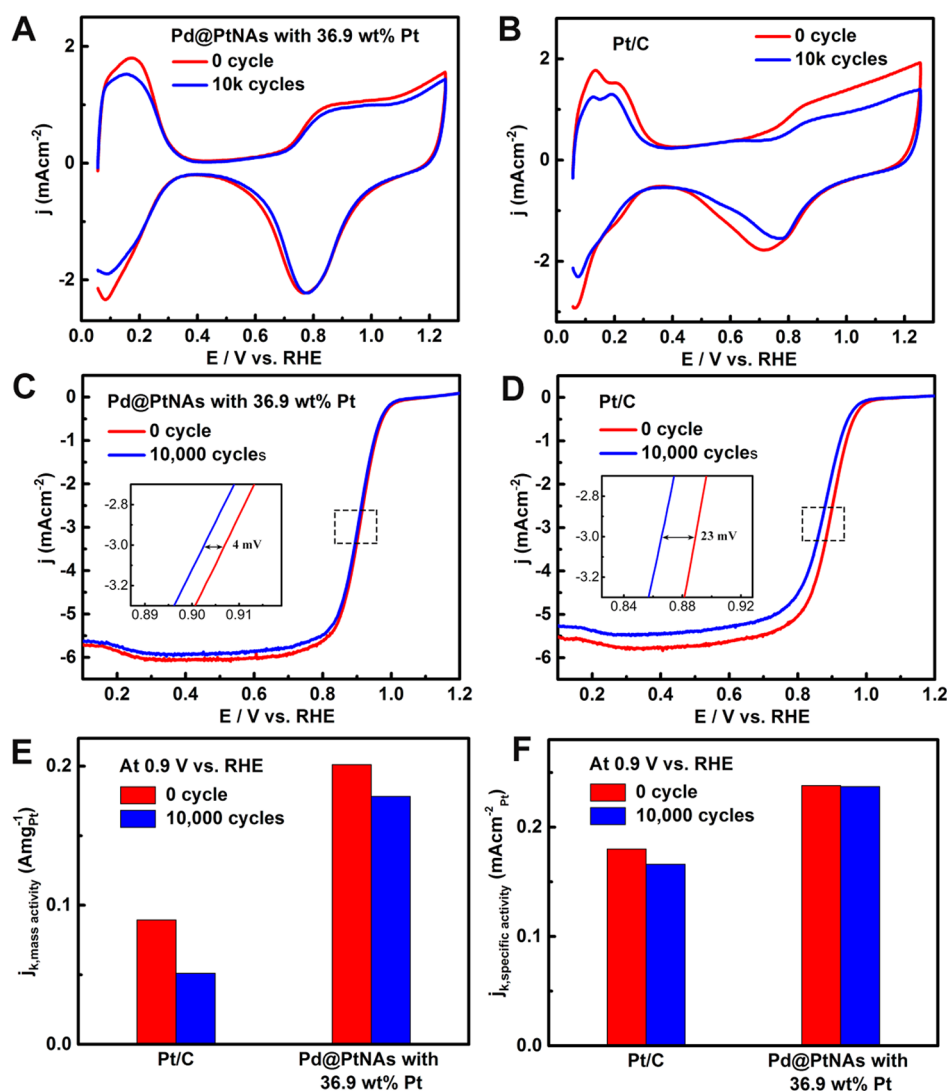 A
Pd@PtNAs with 36.9 wt% Pt
0 cycle
10k cycles
2
0
-2
j (mAcm-2)
0.0 0.2 0.4 0.6 0.8 1.0 1.2
E / V vs. RHE
B
Pt/C
0 cycle
10k cycles
2
0
-2
j (mAcm-2)
0.0 0.2 0.4 0.6 0.8 1.0 1.2
E / V vs. RHE
C
Pd@PtNAs with 36.9 wt% Pt
0 cycle
10,000 cycles
0
-1
-2
-3
-4
-5
-6
j (mAcm-2)
-2.8
-3.0
-3.2
4 mV
0.89 0.90 0.91
0.2 0.4 0.6 0.8 1.0 1.2
E / V vs. RHE
D
Pt/C
0 cycle
10,000 cycles
0
-1
-2
-3
-4
-5
-6
j (mAcm-2)
-2.8
-3.0
-3.2
23 mV
0.84 0.88 0.92
0.2 0.4 0.6 0.8 1.0 1.2
E / V vs. RHE
E
At 0.9 V vs. RHE
0 cycle
10,000 cycles
0.2
0.1
0.0
jk,mass activity (Amg-1Pt)
Pt/C
Pd@PtNAs with
36.9 wt% Pt
F
At 0.9 V vs. RHE
0 cycle
10,000 cycles
0.2
0.1
0.0
jk,specific activity (mAcm-2Pt)
Pt/C
Pd@PtNAs with
36.9 wt% Pt